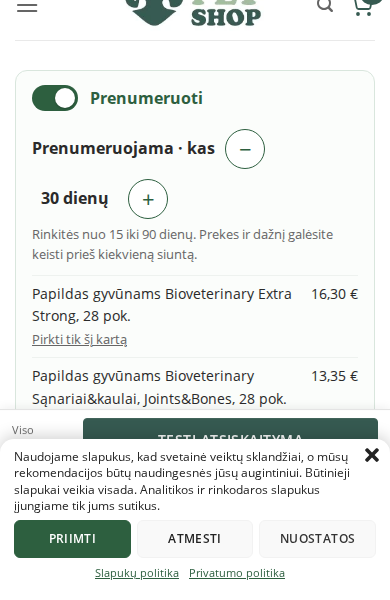 SHOP
Prenumeruoti
Prenumeruojama · kas −
30 dienų +
Rinkitės nuo 15 iki 90 dienų. Prekes ir dažnį galėsite
keisti prieš kiekvieną siuntą.
Papildas gyvūnams Bioveterinary Extra 16,30 €
Strong, 28 pok.
Pirkti tik šį kartą
Papildas gyvūnams Bioveterinary 13,35 €
Sąnariai&kaulai, Joints&Bones, 28 pok.
Viso
TĘSTI ATSISKAITYMĄ
Naudojame slapukus, kad svetainė veiktų sklandžiai, o mūsų
rekomendacijos būtų naudingesnės jūsų augintiniui. Būtinieji
slapukai veikia visada. Analitikos ir rinkodaros slapukus
įjungiame tik jums sutikus.
PRIIMTI ATMESTI NUOSTATOS
Slapukų politika Privatumo politika